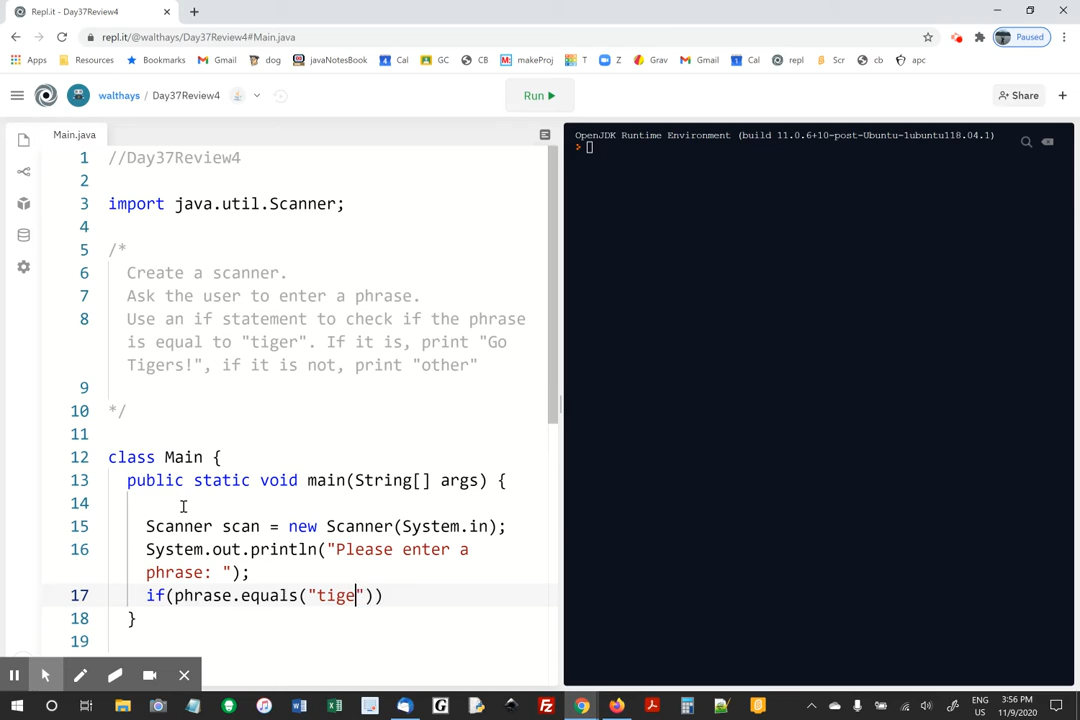 Repl.it - Day37Review4
repl.it/@walthays/Day37Review4#Main.java
Paused
Apps Resources Bookmarks Gmail dog javaNotebook Cal GC CB makeProj T Z Grav Gmail Cal repl Scr cb apc
walthays / Day37Review4
Run
Share
Main.java
1 //Day37Review4
2
3 import java.util.Scanner;
4
5 /*
6 Create a scanner.
7 Ask the user to enter a phrase.
8 Use an if statement to check if the phrase
is equal to "tiger". If it is, print "Go
Tigers!", if it is not, print "other"
9
10 */
11
12 class Main {
13 public static void main(String[] args) {
14
15 Scanner scan = new Scanner(System.in);
16 System.out.println("Please enter a
phrase: ");
17 if(phrase.equals("tige"))
18 }
19
OpenJDK Runtime Environment (build 11.0.6+10-post-Ubuntu-1ubuntu118.04.1)
>
ENG
US
3:56 PM
11/9/2020